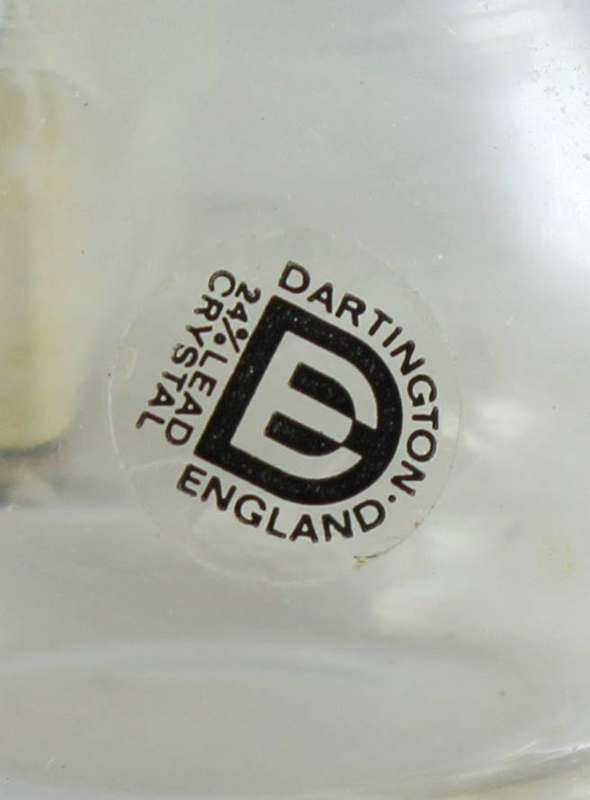 DARTINGTON · ENGLAND
24% LEAD
CRYSTAL